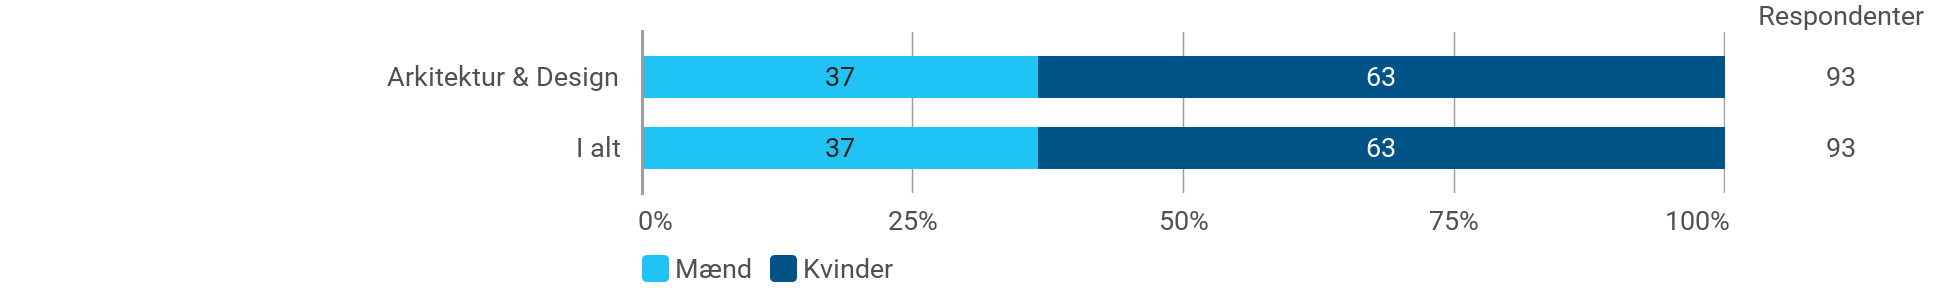 Respondenter
Arkitektur & Design 37 63 93
I alt 37 63 93
0% 25% 50% 75% 100%
Mænd Kvinder